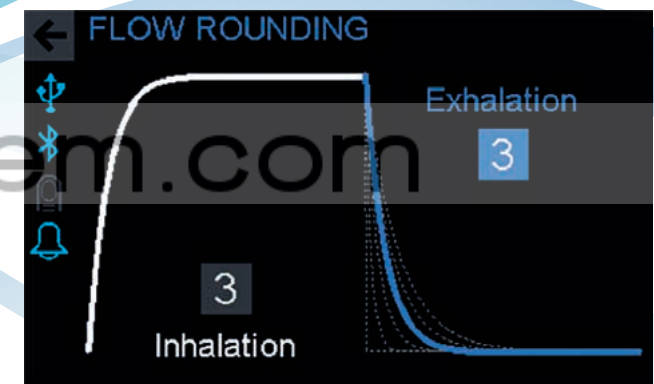 FLOW ROUNDING
Exhalation
em.com
3
3
Inhalation